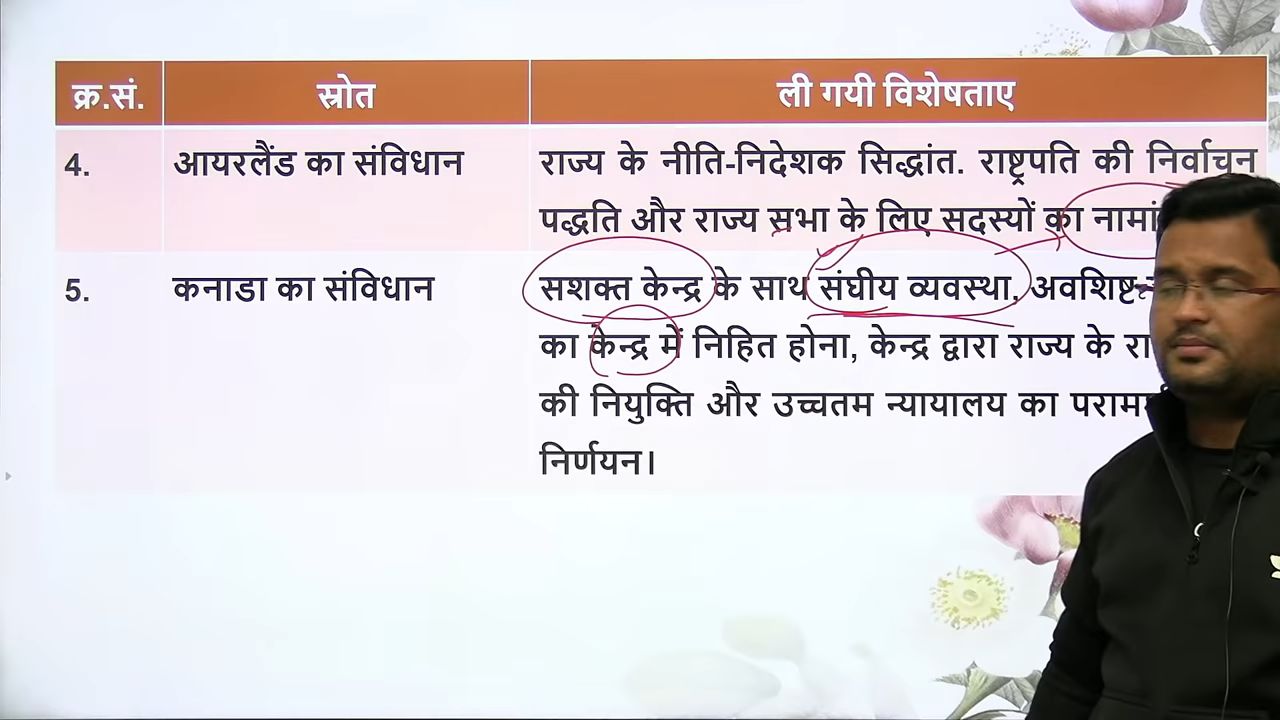 क्र.सं. स्रोत ली गयी विशेषताए
4. आयरलैंड का संविधान राज्य के नीति-निदेशक सिद्धांत. राष्ट्रपति की निर्वाचन
पद्धति और राज्य सभा के लिए सदस्यों का
5. कनाडा का संविधान सशक्त केन्द्र के साथ संघीय व्यवस्था. अवशिष्ट
का केन्द्र में निहित होना, केन्द्र द्वारा राज्य के
की नियुक्ति और उच्चतम न्यायालय का
निर्णयन।